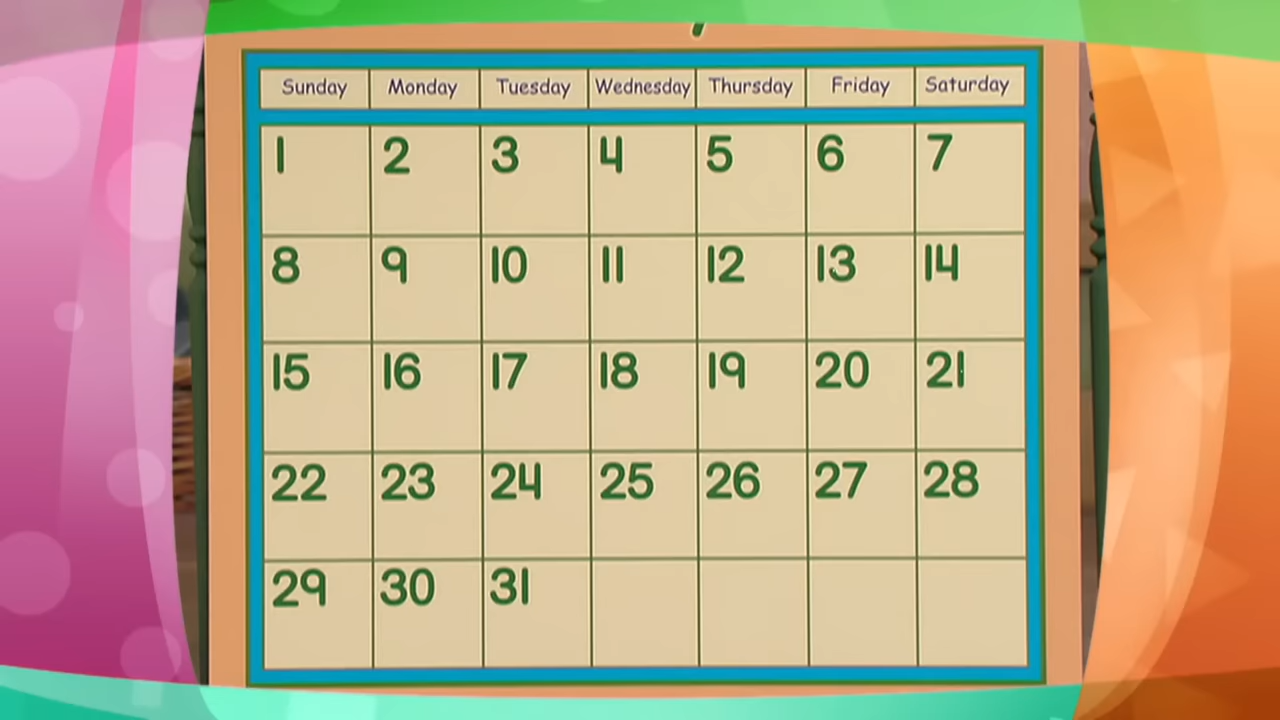 Sunday Monday Tuesday Wednesday Thursday Friday Saturday
1 2 3 4 5 6 7
8 9 10 11 12 13 14
15 16 17 18 19 20 21
22 23 24 25 26 27 28
29 30 31